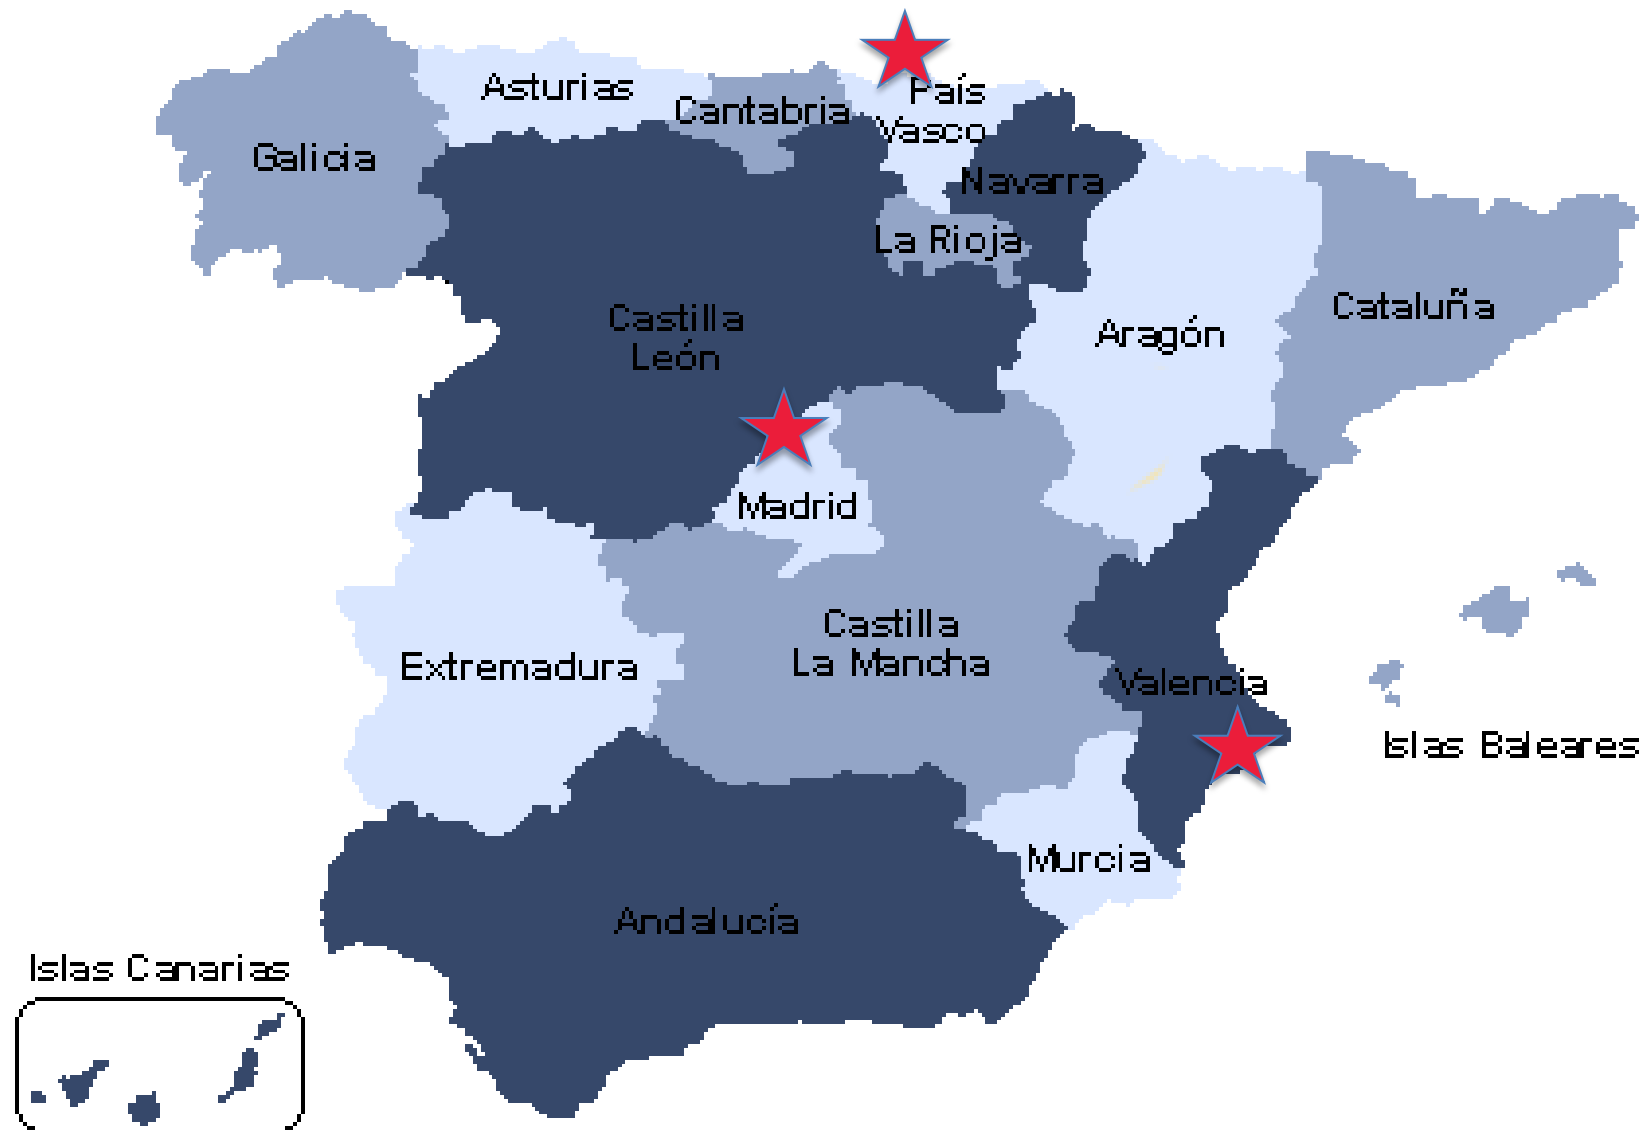 Asturias
Cantabria
País
Vasco
Galicia
Navarra
La Rioja
Castilla
León
Aragón
Cataluña
Madrid
Castilla
La Mancha
Extremadura
Valencia
Islas Baleares
Murcia
Andalucía
Islas Canarias